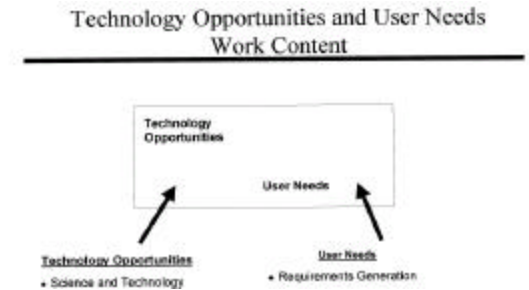 Technology Opportunities and User Needs
Work Content
Technology
Opportunities
User Needs
Technology Opportunities
• Science and Technology
User Needs
• Requirements Generation